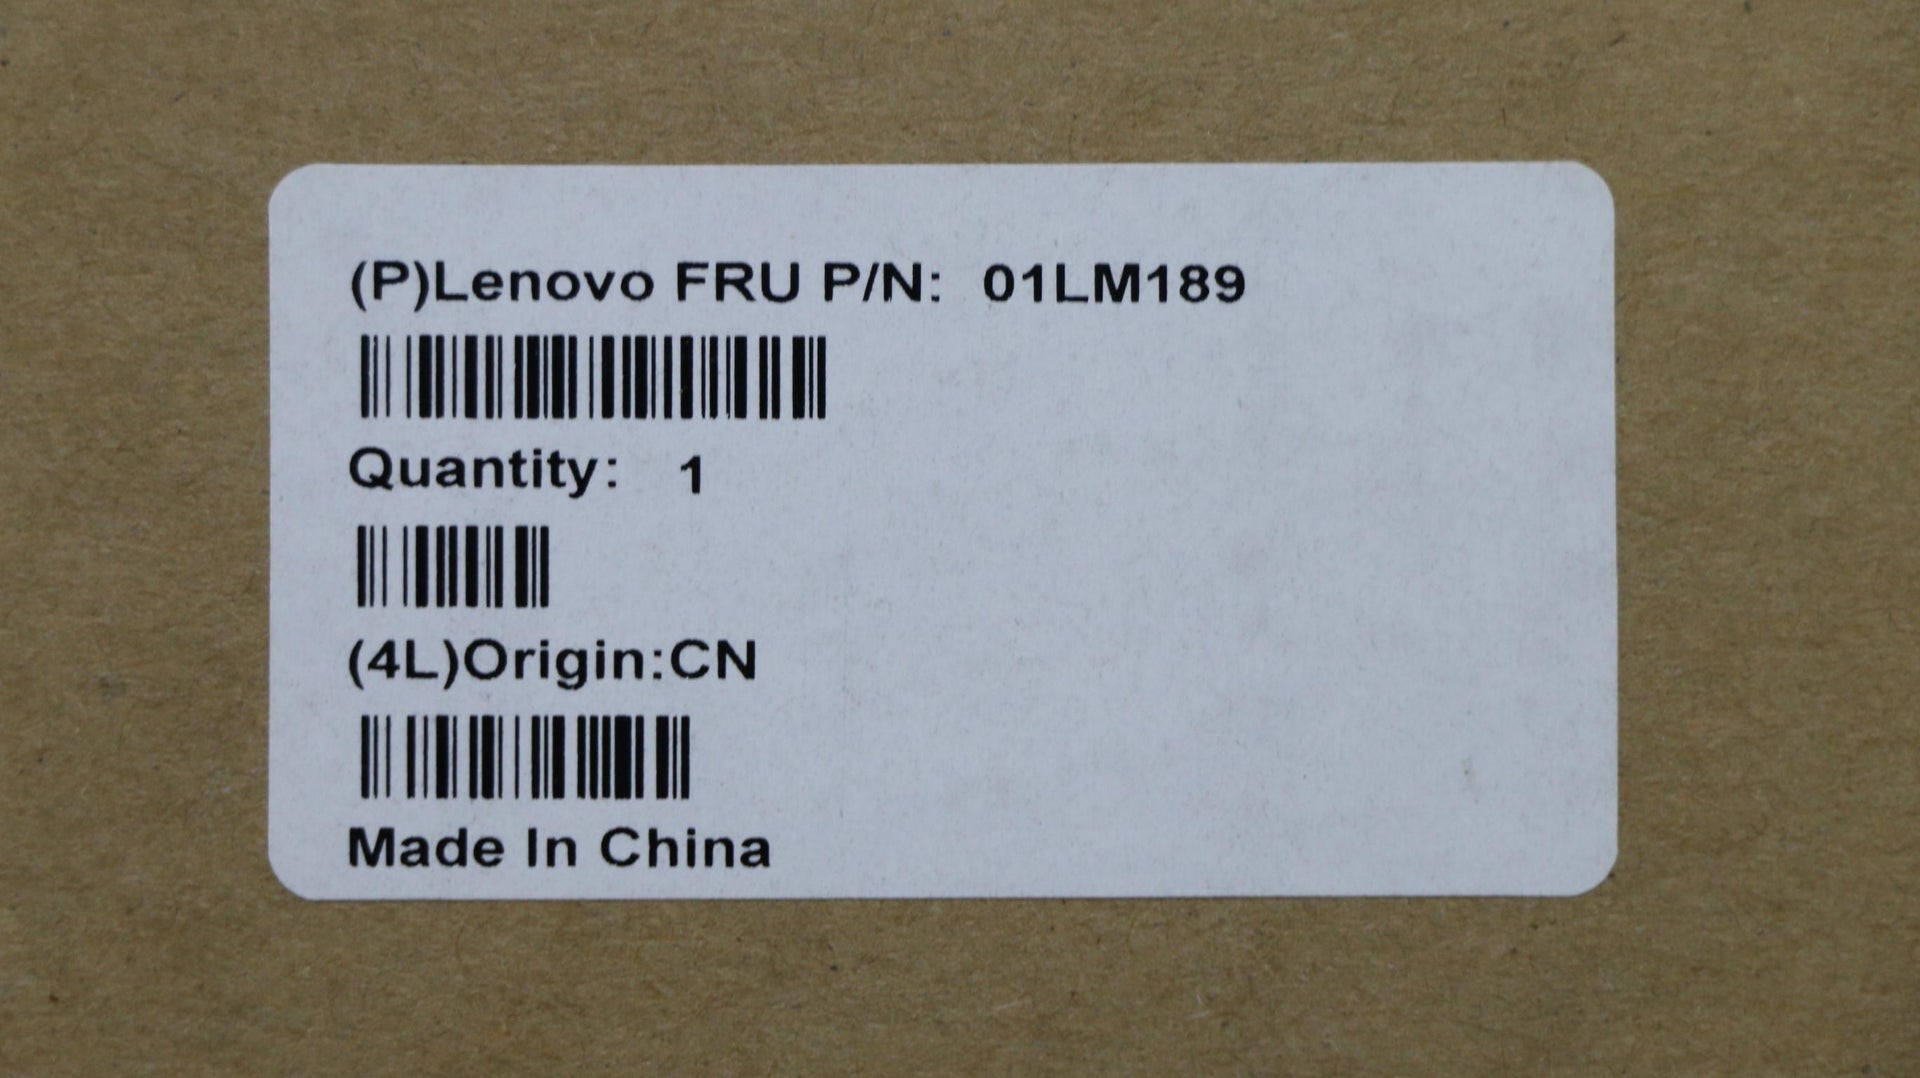 (P)Lenovo FRU P/N: 01LM189
Quantity: 1
(4L)Origin:CN
Made In China